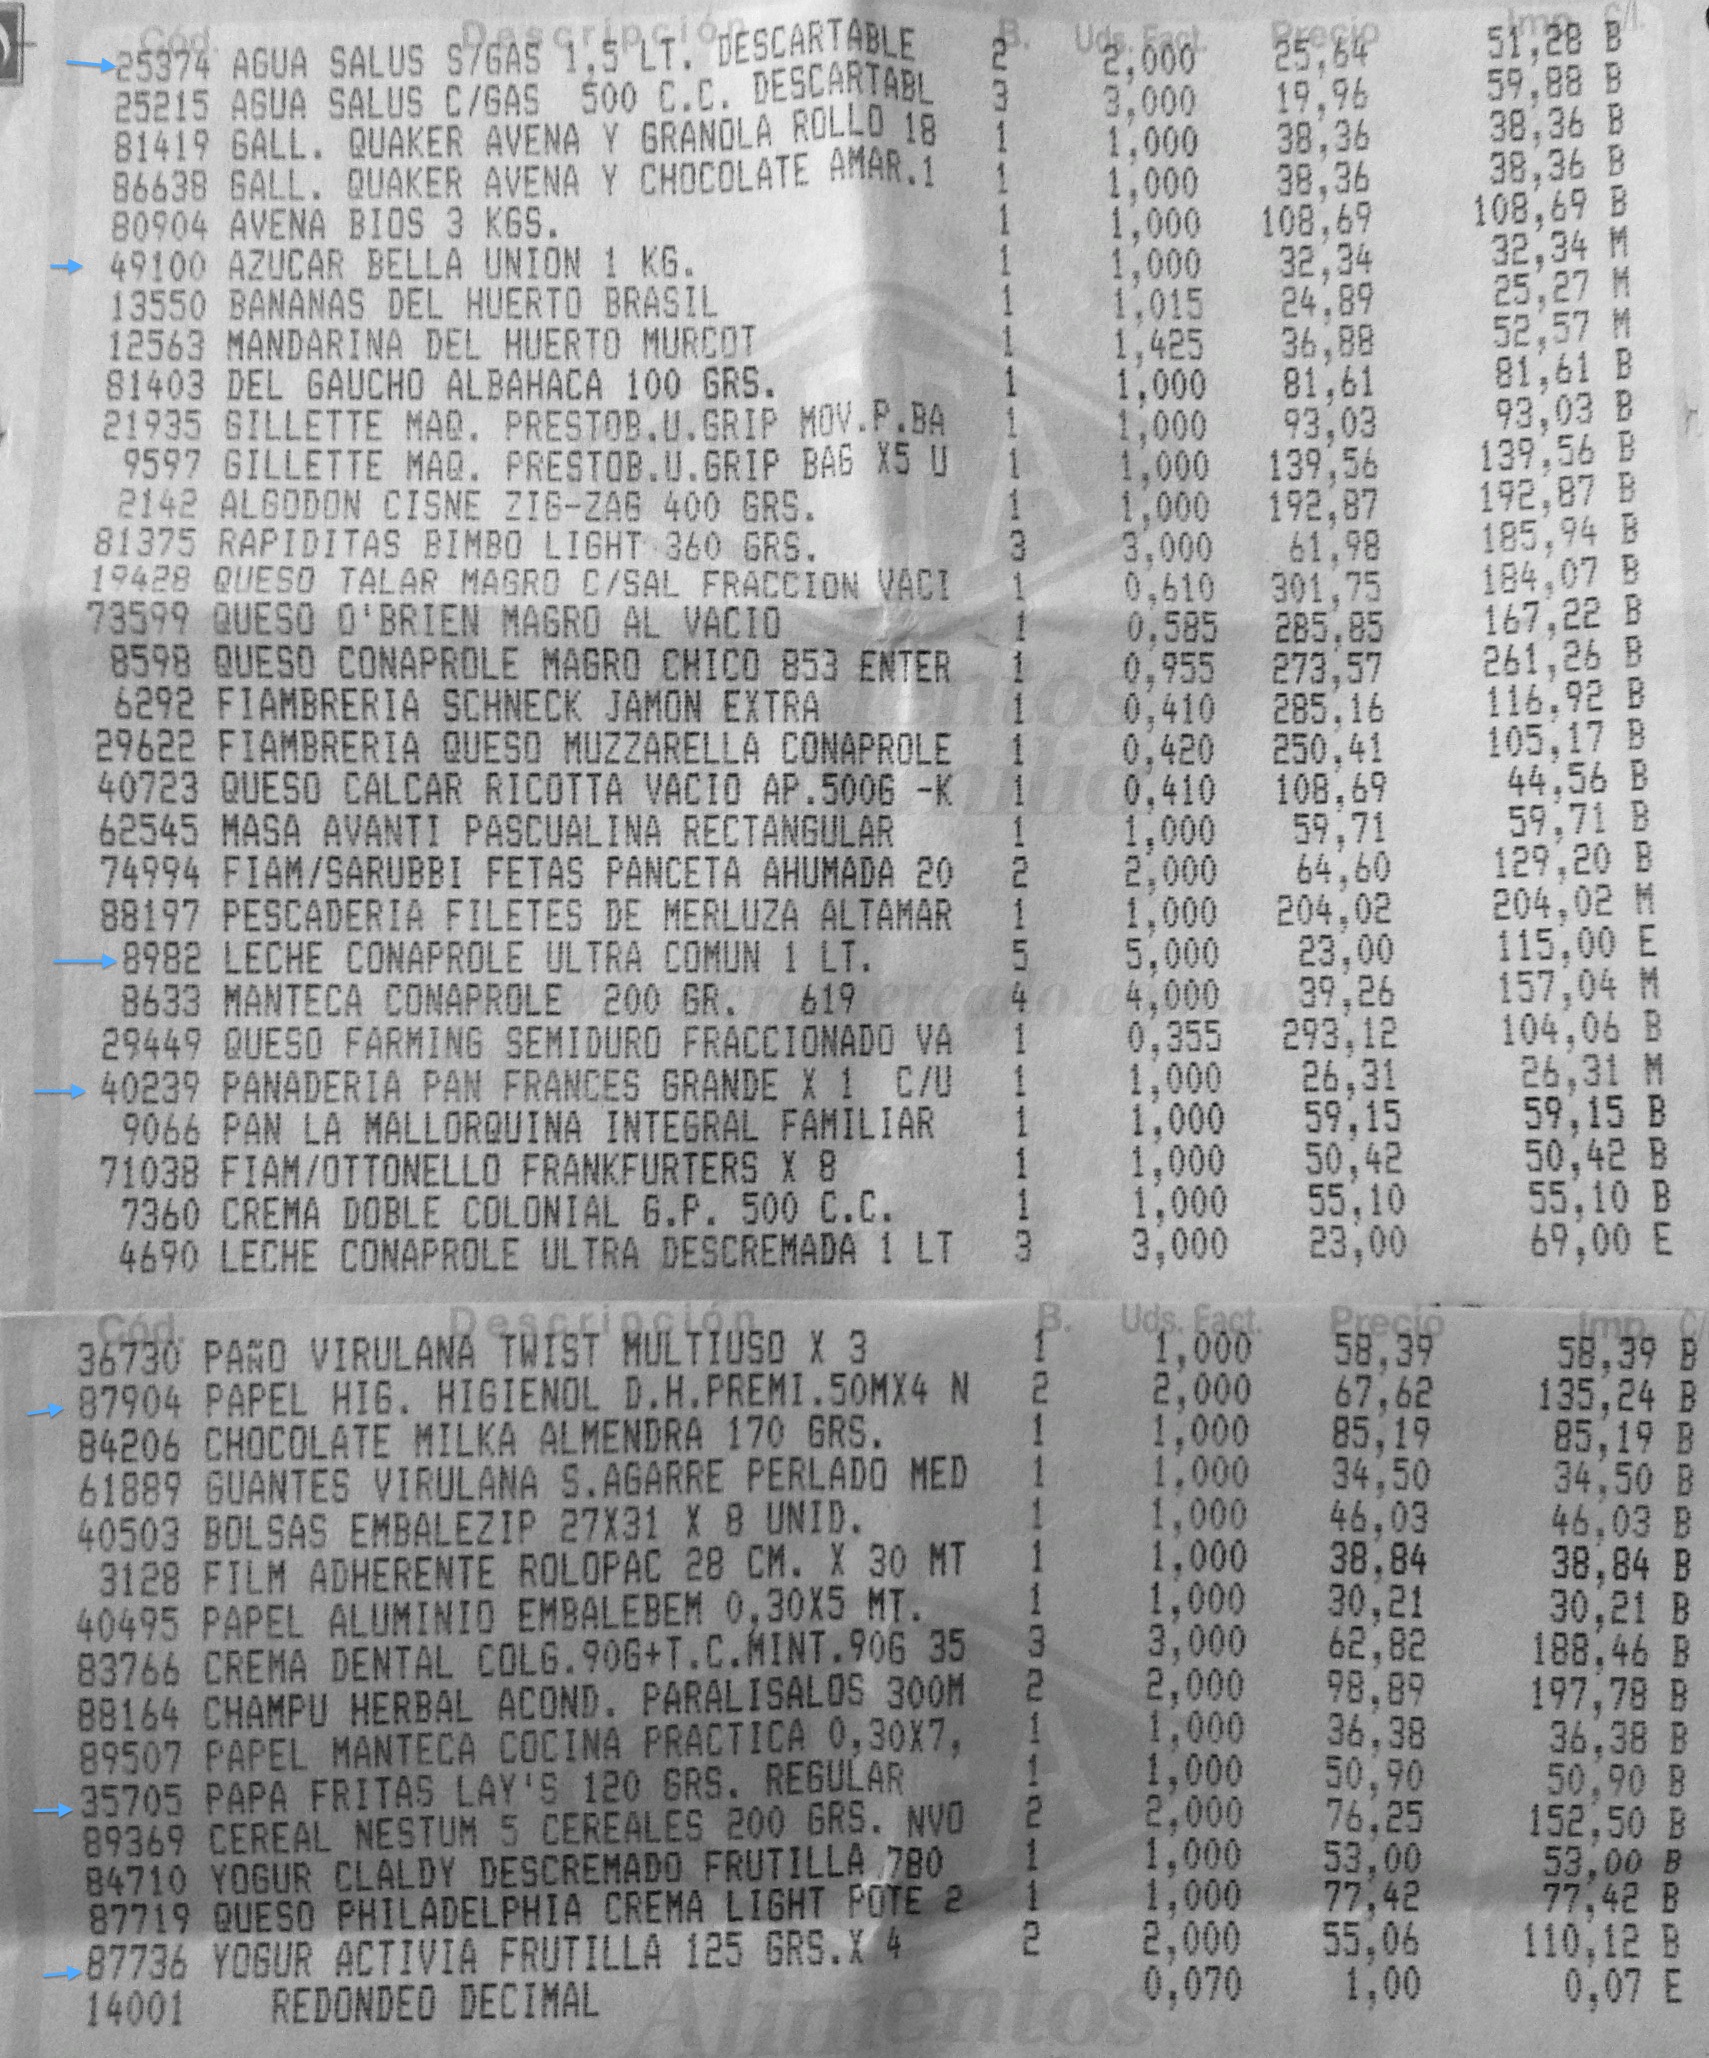 Cód. Descripción B. Uds. Fact. Precio Imp. C/I.
25374 AGUA SALUS S/GAS 1,5 LT. DESCARTABLE 2 2,000 25,64 51,28 B
25215 AGUA SALUS C/GAS 500 C.C. DESCARTABL 3 3,000 19,96 59,88 B
81419 GALL. QUAKER AVENA Y GRANOLA ROLLO 18 1 1,000 38,36 38,36 B
86638 GALL. QUAKER AVENA Y CHOCOLATE AMAR.1 1 1,000 38,36 38,36 B
80904 AVENA BIOS 3 KGS. 1 1,000 108,69 108,69 B
49100 AZUCAR BELLA UNION 1 KG. 1 1,000 32,34 32,34 M
13550 BANANAS DEL HUERTO BRASIL 1 1,015 24,89 25,27 M
12563 MANDARINA DEL HUERTO MURCOT 1 1,425 36,88 52,57 M
81403 DEL GAUCHO ALBAHACA 100 GRS. 1 1,000 81,61 81,61 B
21935 GILLETTE MAQ. PRESTOB.U.GRIP MOV.P.BA 1 1,000 93,03 93,03 B
9597 GILLETTE MAQ. PRESTOB.U.GRIP BAG X5 U 1 1,000 139,56 139,56 B
2142 ALGODON CISNE ZIG-ZAG 400 GRS. 1 1,000 192,87 192,87 B
81375 RAPIDITAS BIMBO LIGHT 360 GRS. 3 3,000 61,98 185,94 B
19428 QUESO TALAR MAGRO C/SAL FRACCION VACI 1 0,610 301,75 184,07 B
73599 QUESO O'BRIEN MAGRO AL VACIO 1 0,585 285,85 167,22 B
8598 QUESO CONAPROLE MAGRO CHICO 853 ENTER 1 0,955 273,57 261,26 B
6292 FIAMBRERIA SCHNECK JAMON EXTRA 1 0,410 285,16 116,92 B
29622 FIAMBRERIA QUESO MUZZARELLA CONAPROLE 1 0,420 250,41 105,17 B
40723 QUESO CALCAR RICOTTA VACIO AP.500G -K 1 0,410 108,69 44,56 B
62545 MASA AVANTI PASCUALINA RECTANGULAR 1 1,000 59,71 59,71 B
74994 FIAM/SARUBBI FETAS PANCETA AHUMADA 20 2 2,000 64,60 129,20 B
88197 PESCADERIA FILETES DE MERLUZA ALTAMAR 1 1,000 204,02 204,02 M
8982 LECHE CONAPROLE ULTRA COMUN 1 LT. 5 5,000 23,00 115,00 E
8633 MANTECA CONAPROLE 200 GR. 619 4 4,000 39,26 157,04 M
29449 QUESO FARMING SEMIDURO FRACCIONADO VA 1 0,355 293,12 104,06 B
40239 PANADERIA PAN FRANCES GRANDE X 1 C/U 1 1,000 26,31 26,31 M
9066 PAN LA MALLORQUINA INTEGRAL FAMILIAR 1 1,000 59,15 59,15 B
71038 FIAM/OTTONELLO FRANKFURTERS X 8 1 1,000 50,42 50,42 B
7360 CREMA DOBLE COLONIAL G.P. 500 C.C. 1 1,000 55,10 55,10 B
4690 LECHE CONAPROLE ULTRA DESCREMADA 1 LT 3 3,000 23,00 69,00 E
Cód. Descripción B. Uds. Fact. Precio Imp. C/
36730 PAÑO VIRULANA TWIST MULTIUSO X 3 1 1,000 58,39 58,39 B
87904 PAPEL HIG. HIGIENOL D.H.PREMI.50MX4 N 2 2,000 67,62 135,24 B
84206 CHOCOLATE MILKA ALMENDRA 170 GRS. 1 1,000 85,19 85,19 B
61889 GUANTES VIRULANA S.AGARRE PERLADO MED 1 1,000 34,50 34,50 B
40503 BOLSAS EMBALEZIP 27X31 X 8 UNID. 1 1,000 46,03 46,03 B
3128 FILM ADHERENTE ROLOPAC 28 CM. X 30 MT 1 1,000 38,84 38,84 B
40495 PAPEL ALUMINIO EMBALEBEM 0,30X5 MT. 1 1,000 30,21 30,21 B
83766 CREMA DENTAL COLG.90G+T.C.MINT.90G 35 3 3,000 62,82 188,46 B
88164 CHAMPU HERBAL ACOND. PARALISALOS 300M 2 2,000 98,89 197,78 B
89507 PAPEL MANTECA COCINA PRACTICA 0,30X7, 1 1,000 36,38 36,38 B
35705 PAPA FRITAS LAY'S 120 GRS. REGULAR 1 1,000 50,90 50,90 B
89369 CEREAL NESTUM 5 CEREALES 200 GRS. NVO 2 2,000 76,25 152,50 B
84710 YOGUR CLALDY DESCREMADO FRUTILLA 780 1 1,000 53,00 53,00 B
87719 QUESO PHILADELPHIA CREMA LIGHT POTE 2 1 1,000 77,42 77,42 B
87736 YOGUR ACTIVIA FRUTILLA 125 GRS.X 4 2 2,000 55,06 110,12 B
14001 REDONDEO DECIMAL 0,070 1,00 0,07 E
Alimentos